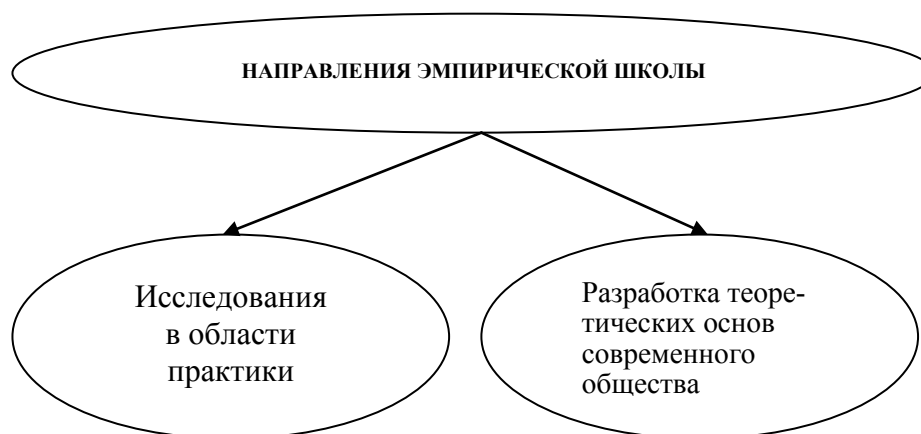 НАПРАВЛЕНИЯ ЭМПИРИЧЕСКОЙ ШКОЛЫ
Исследования
в области
практики
Разработка теоре-
тических основ
современного
общества